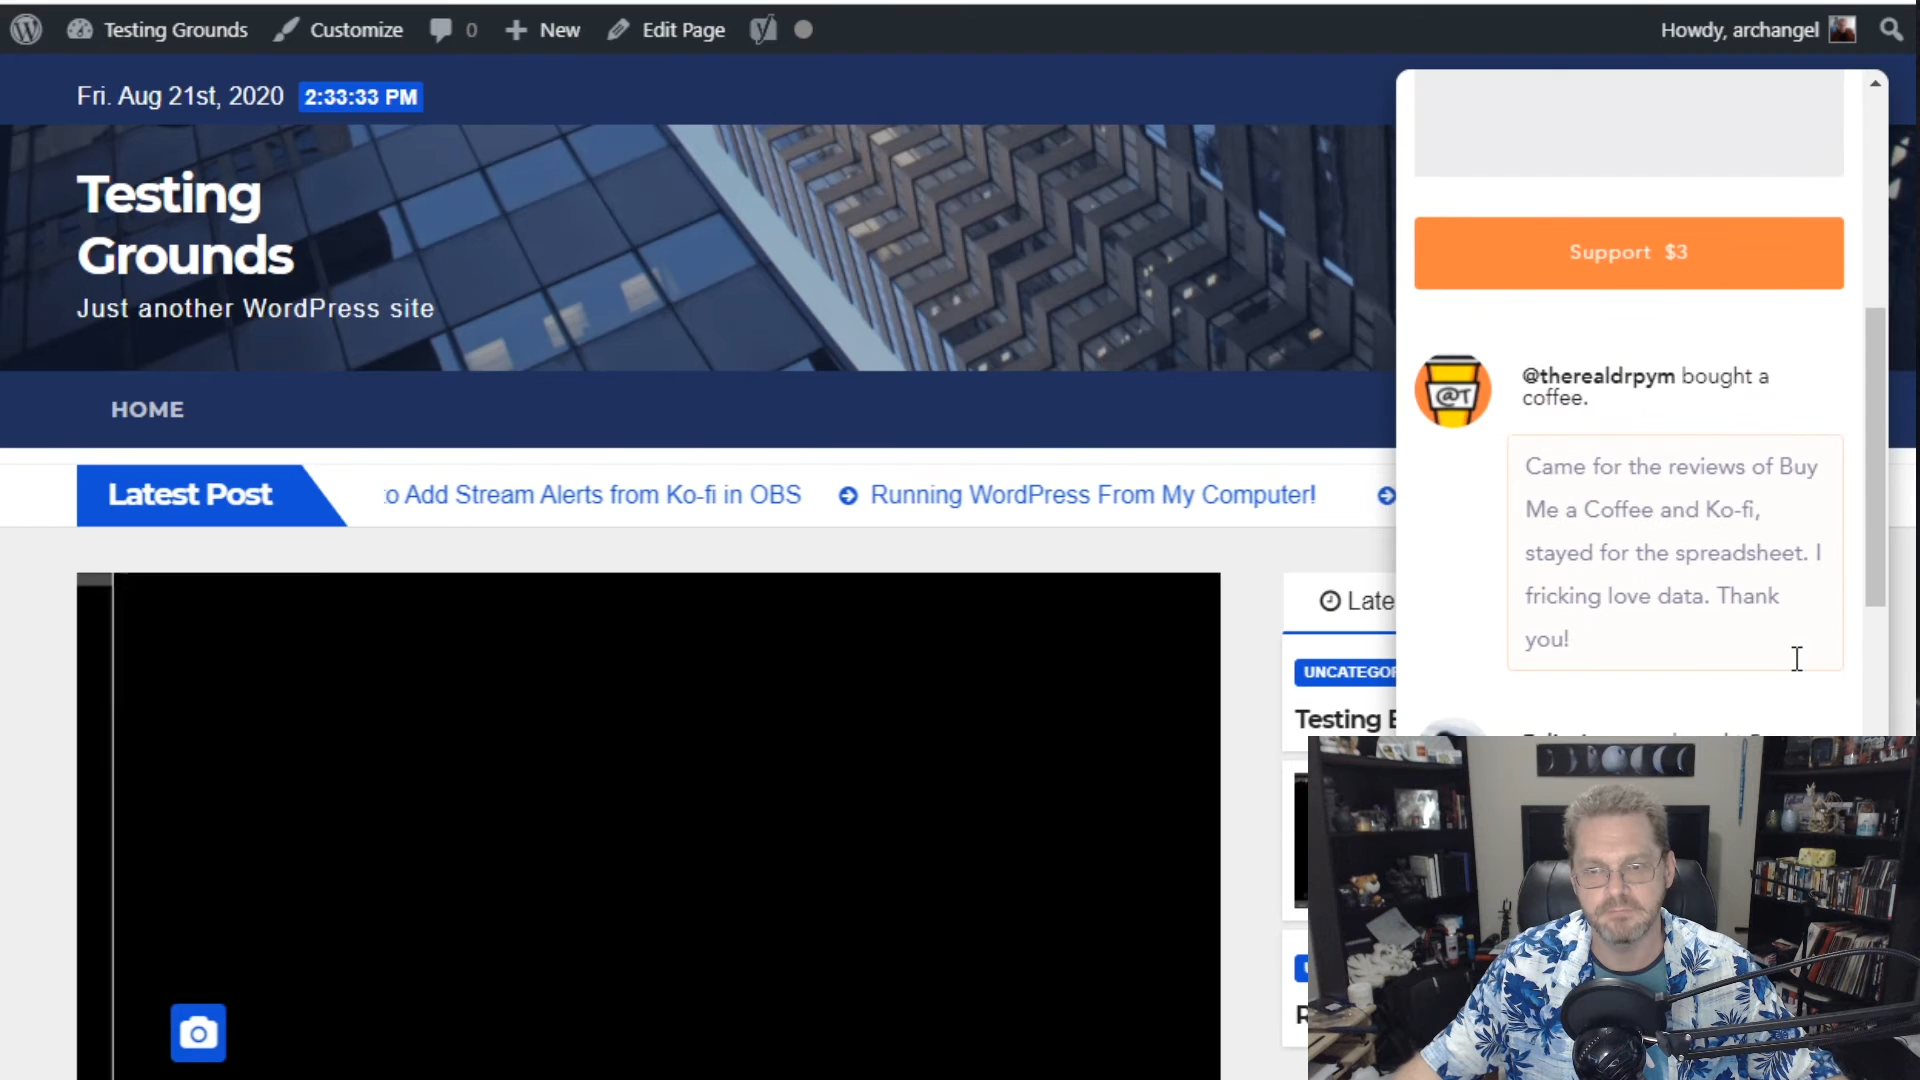 Testing Grounds Customize 0 New Edit Page Howdy, archangel
Fri. Aug 21st, 2020 2:33:33 PM
Testing
Grounds
Just another WordPress site
HOME
Latest Post
to Add Stream Alerts from Ko-fi in OBS Running WordPress From My Computer!
Late
UNCATEGOR
Testing E
R
Support $3
@therealdrpym bought a
coffee.
@T
Came for the reviews of Buy
Me a Coffee and Ko-fi,
stayed for the spreadsheet. I
fricking love data. Thank
you!